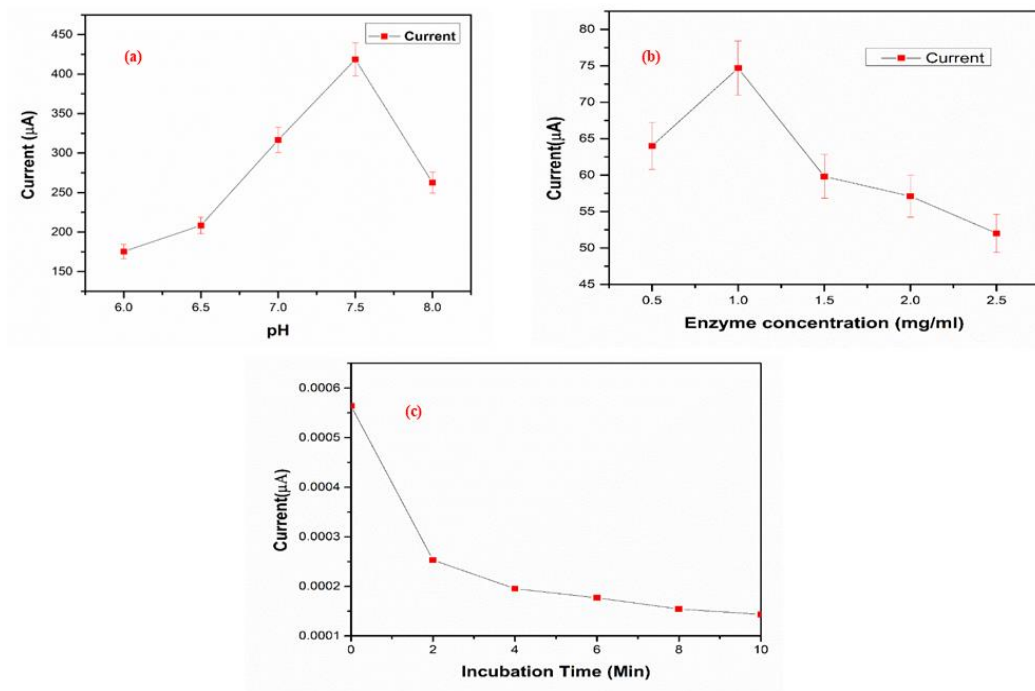 (a)
Current
450
400
350
300
250
200
150
Current (µA)
6.0 6.5 7.0 7.5 8.0
pH
(b)
Current
80
75
70
65
60
55
50
45
Current(µA)
0.5 1.0 1.5 2.0 2.5
Enzyme concentration (mg/ml)
(c)
0.0006
0.0005
0.0004
0.0003
0.0002
0.0001
Current(µA)
0 2 4 6 8 10
Incubation Time (Min)